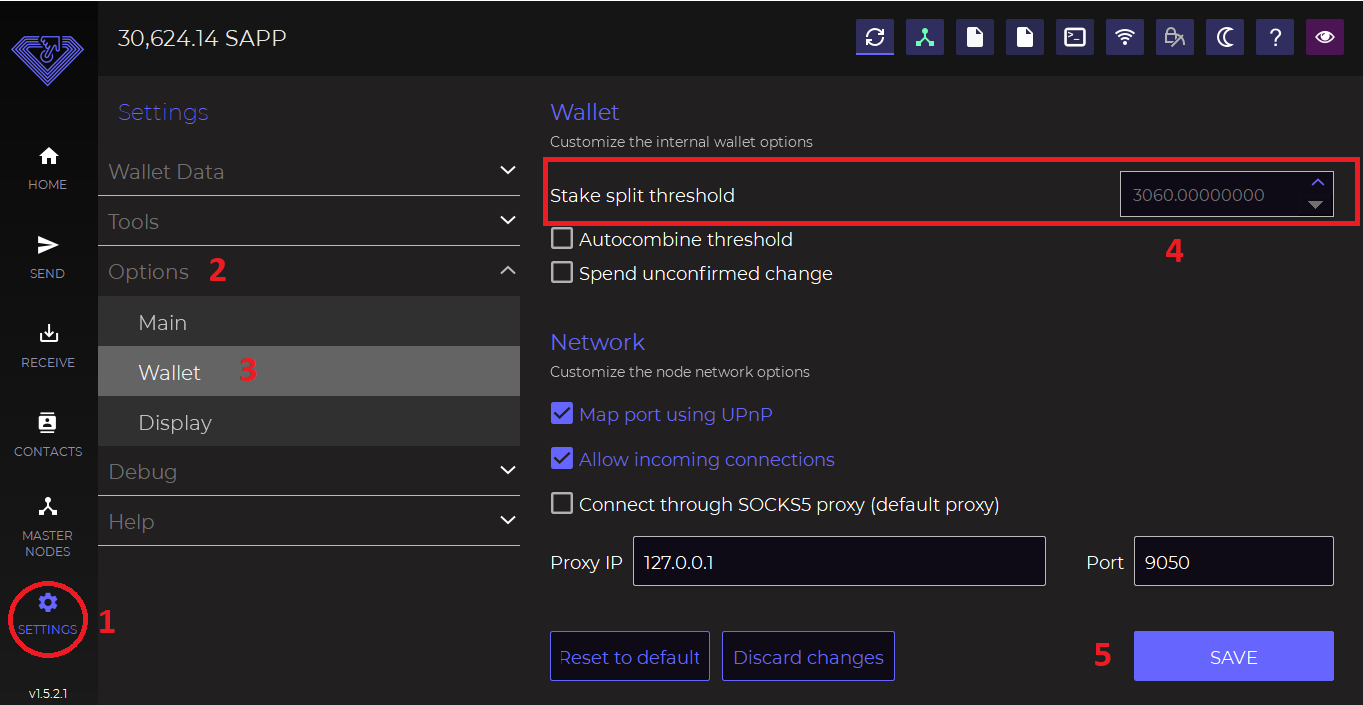 30,624.14 SAPP
?
HOME
SEND
RECEIVE
CONTACTS
MASTER
NODES
SETTINGS 1
v1.5.2.1
Settings
Wallet Data
Tools
Options 2
Main
Wallet 3
Display
Debug
Help
Wallet
Customize the internal wallet options
Stake split threshold 3060.00000000
4
Autocombine threshold
Spend unconfirmed change
Network
Customize the node network options
Map port using UPnP
Allow incoming connections
Connect through SOCKS5 proxy (default proxy)
Proxy IP 127.0.0.1 Port 9050
Reset to default Discard changes 5 SAVE